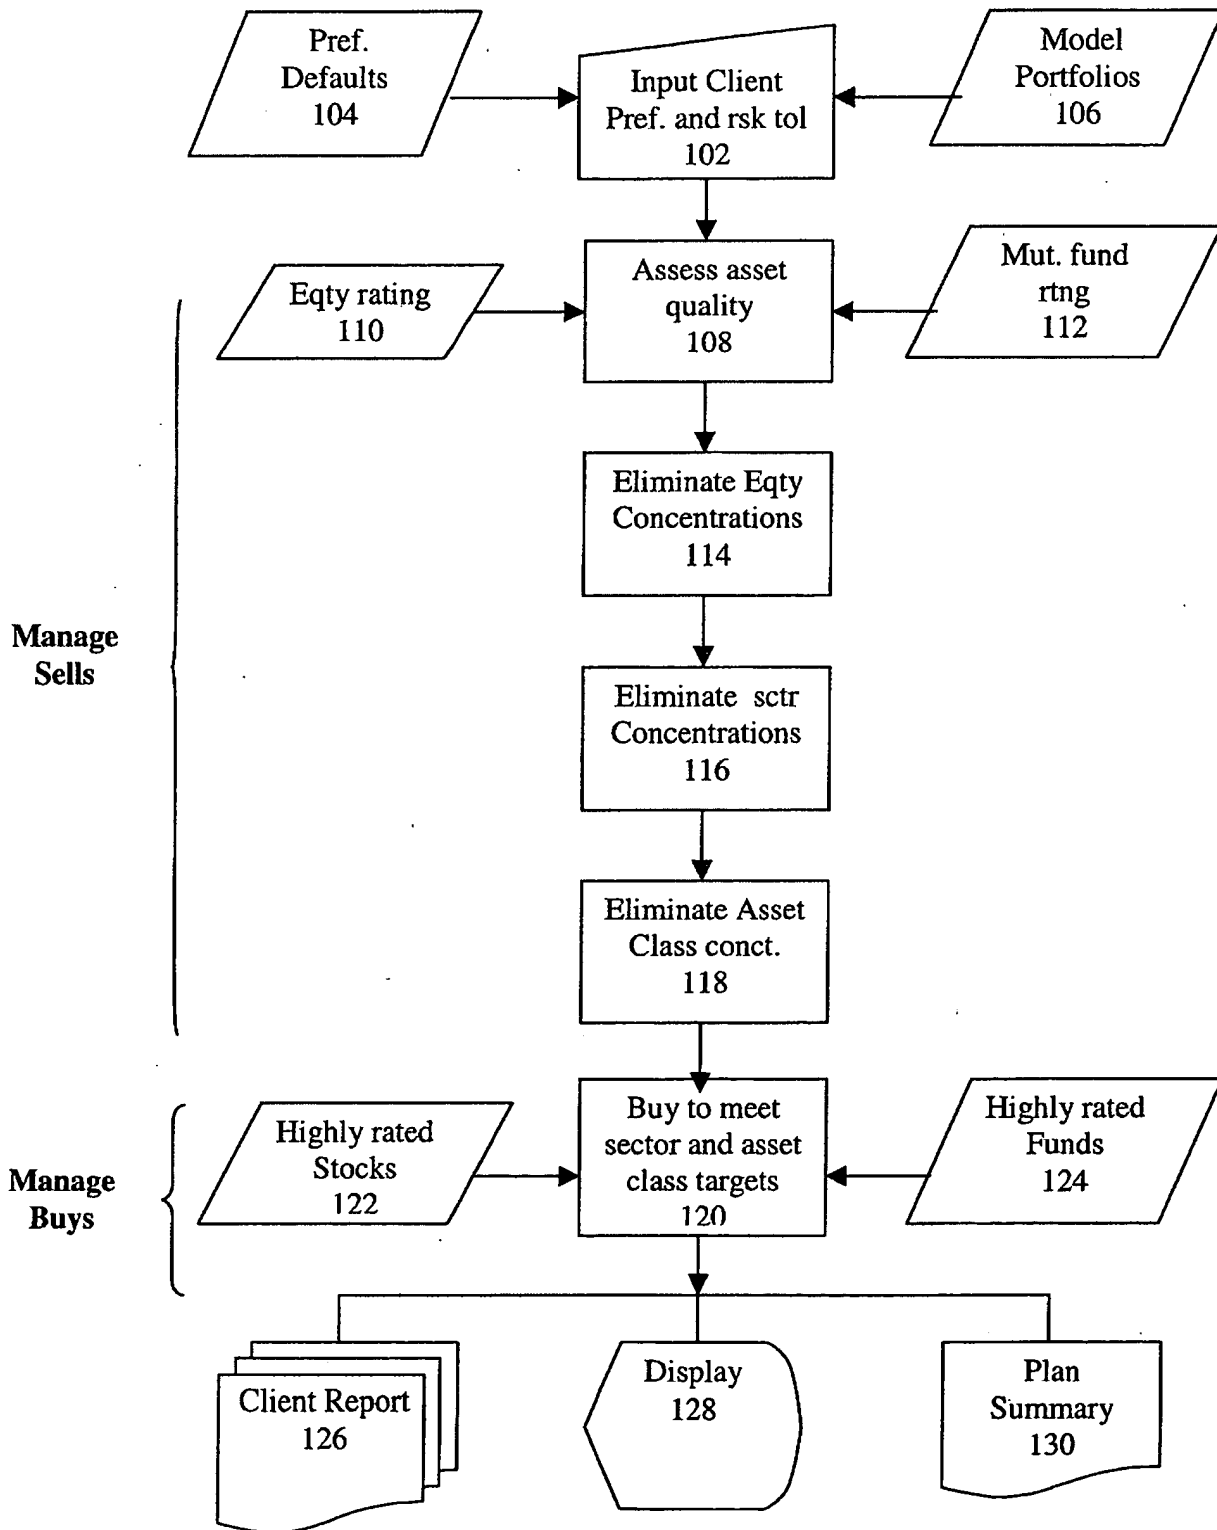 Pref.
Defaults
104
Input Client
Pref. and rsk tol
102
Model
Portfolios
106
Eqty rating
110
Assess asset
quality
108
Mut. fund
rtng
112
Eliminate Eqty
Concentrations
114
Manage
Sells
Eliminate sctr
Concentrations
116
Eliminate Asset
Class conct.
118
Manage
Buys
Highly rated
Stocks
122
Buy to meet
sector and asset
class targets
120
Highly rated
Funds
124
Client Report
126
Display
128
Plan
Summary
130